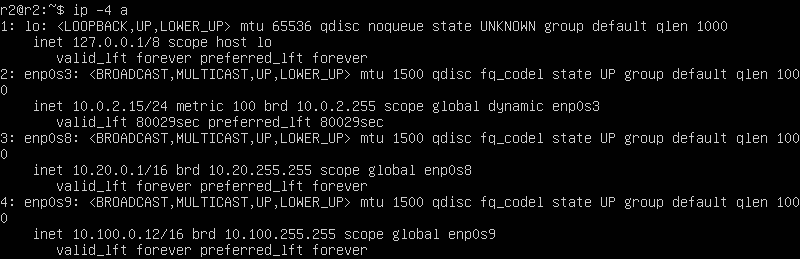 r2@r2:~$ ip -4 a
1: lo: <LOOPBACK,UP,LOWER_UP> mtu 65536 qdisc noqueue state UNKNOWN group default qlen 1000
    inet 127.0.0.1/8 scope host lo
       valid_lft forever preferred_lft forever
2: enp0s3: <BROADCAST,MULTICAST,UP,LOWER_UP> mtu 1500 qdisc fq_codel state UP group default qlen 100
0
    inet 10.0.2.15/24 metric 100 brd 10.0.2.255 scope global dynamic enp0s3
       valid_lft 80029sec preferred_lft 80029sec
3: enp0s8: <BROADCAST,MULTICAST,UP,LOWER_UP> mtu 1500 qdisc fq_codel state UP group default qlen 100
0
    inet 10.20.0.1/16 brd 10.20.255.255 scope global enp0s8
       valid_lft forever preferred_lft forever
4: enp0s9: <BROADCAST,MULTICAST,UP,LOWER_UP> mtu 1500 qdisc fq_codel state UP group default qlen 100
0
    inet 10.100.0.12/16 brd 10.100.255.255 scope global enp0s9
       valid_lft forever preferred_lft forever